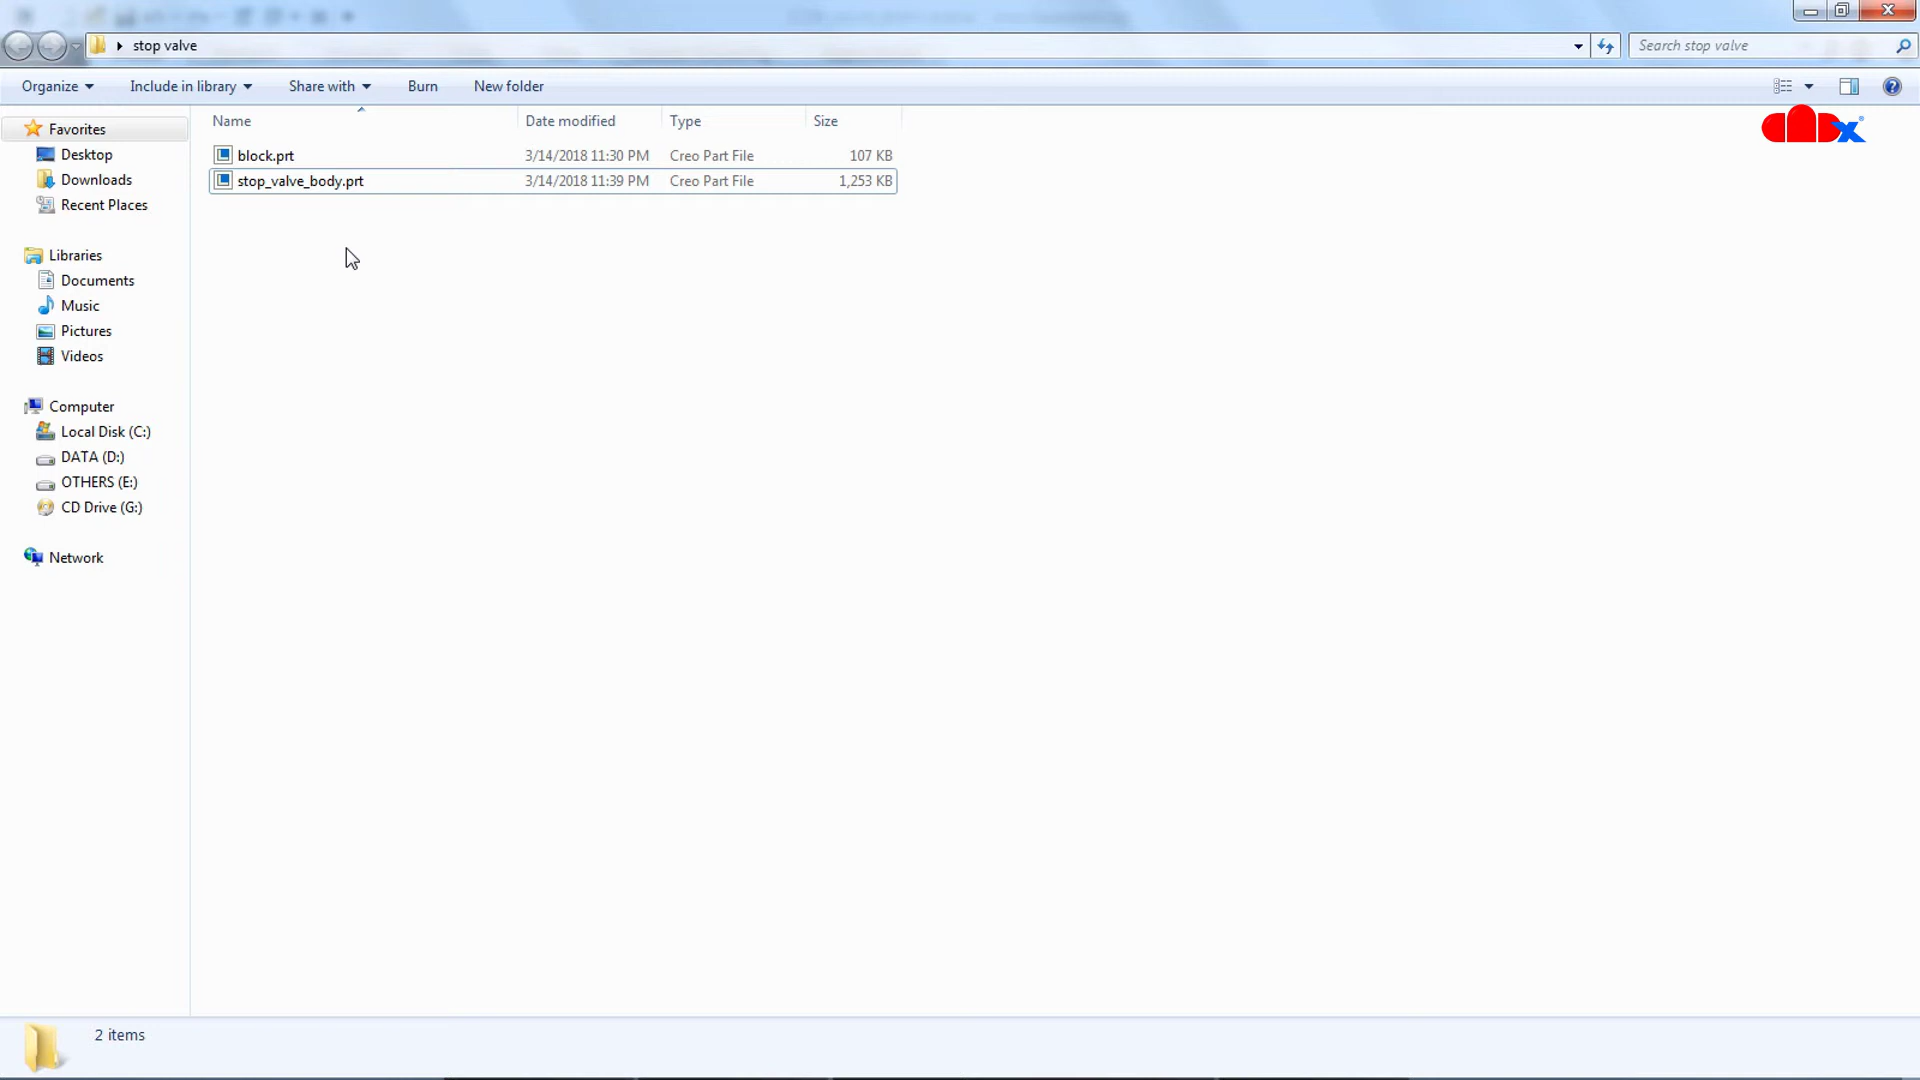 stop valve
Search stop valve
Organize Include in library Share with Burn New folder
Name Date modified Type Size
block.prt 3/14/2018 11:30 PM Creo Part File 107 KB
stop_valve_body.prt 3/14/2018 11:39 PM Creo Part File 1,253 KB
Favorites
Desktop
Downloads
Recent Places
Libraries
Documents
Music
Pictures
Videos
Computer
Local Disk (C:)
DATA (D:)
OTHERS (E:)
CD Drive (G:)
Network
2 items